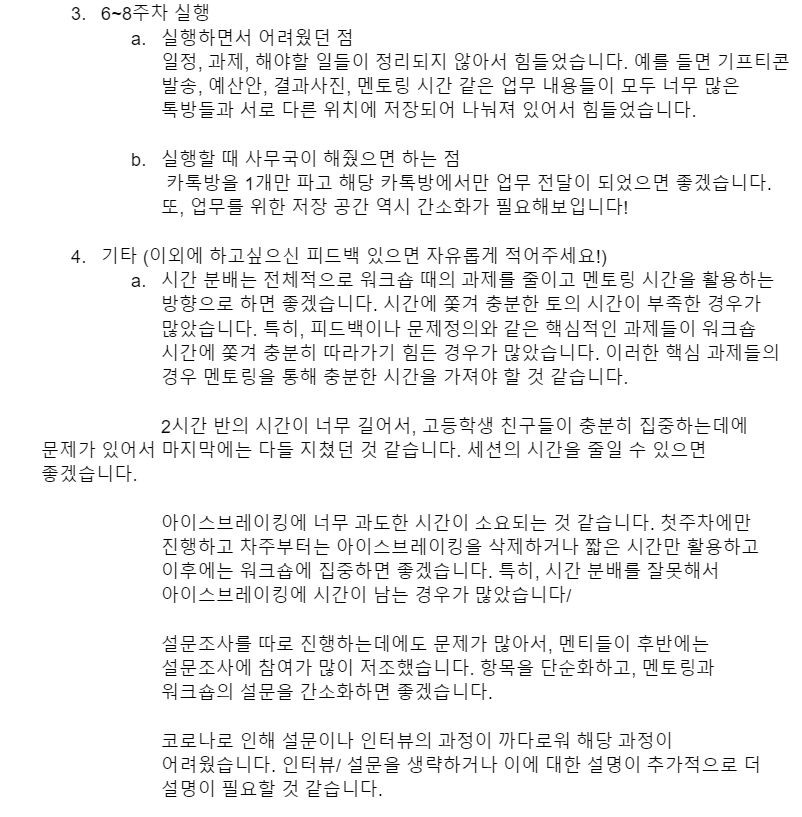 3. 6~8주차 실행
a. 실행하면서 어려웠던 점
일정, 과제, 해야할 일들이 정리되지 않아서 힘들었습니다. 예를 들면 기프티콘
발송, 예산안, 결과사진, 멘토링 시간 같은 업무 내용들이 모두 너무 많은
톡방들과 서로 다른 위치에 저장되어 나눠져 있어서 힘들었습니다.
b. 실행할 때 사무국이 해줬으면 하는 점
카톡방을 1개만 파고 해당 카톡방에서만 업무 전달이 되었으면 좋겠습니다.
또, 업무를 위한 저장 공간 역시 간소화가 필요해보입니다!
4. 기타 (이외에 하고싶으신 피드백 있으면 자유롭게 적어주세요!)
a. 시간 분배는 전체적으로 워크숍 때의 과제를 줄이고 멘토링 시간을 활용하는
방향으로 하면 좋겠습니다. 시간에 쫓겨 충분한 토의 시간이 부족한 경우가
많았습니다. 특히, 피드백이나 문제정의와 같은 핵심적인 과제들이 워크숍
시간에 쫓겨 충분히 따라가기 힘든 경우가 많았습니다. 이러한 핵심 과제들의
경우 멘토링을 통해 충분한 시간을 가져야 할 것 같습니다.
2시간 반의 시간이 너무 길어서, 고등학생 친구들이 충분히 집중하는데에
문제가 있어서 마지막에는 다들 지쳤던 것 같습니다. 세션의 시간을 줄일 수 있으면
좋겠습니다.
아이스브레이킹에 너무 과도한 시간이 소요되는 것 같습니다. 첫주차에만
진행하고 차주부터는 아이스브레이킹을 삭제하거나 짧은 시간만 활용하고
이후에는 워크숍에 집중하면 좋겠습니다. 특히, 시간 분배를 잘못해서
아이스브레이킹에 시간이 남는 경우가 많았습니다/
설문조사를 따로 진행하는데에도 문제가 많아서, 멘티들이 후반에는
설문조사에 참여가 많이 저조했습니다. 항목을 단순화하고, 멘토링과
워크숍의 설문을 간소화하면 좋겠습니다.
코로나로 인해 설문이나 인터뷰의 과정이 까다로워 해당 과정이
어려웠습니다. 인터뷰/ 설문을 생략하거나 이에 대한 설명이 추가적으로 더
설명이 필요할 것 같습니다.